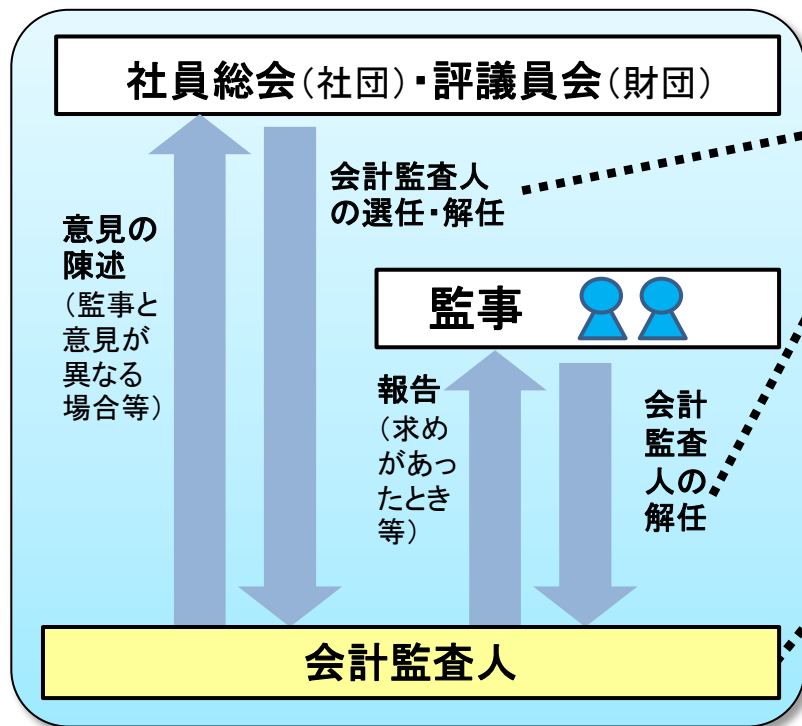 社員総会（社団）・評議員会（財団）
会計監査人
の選任・解任
意見の
陳述
（監事と
意見が
異なる
場合等）
監事
報告
（求め
があっ
たとき
等）
会計
監査
人の
解任
会計監査人